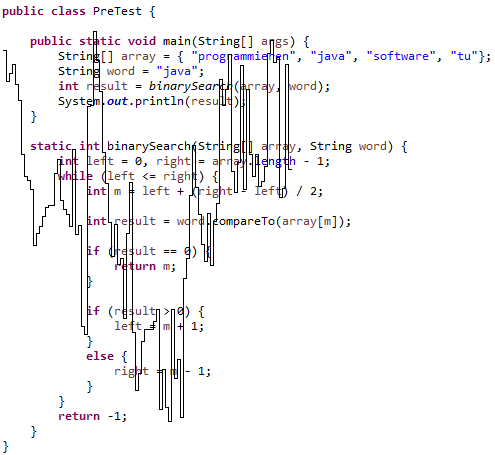 public class PreTest {
public static void main(String[] args) {
String[] array = { "programmiehen", "java", "software", "tu"};
String word = "java";
int result = binarySearch(array, word);
System.out.println(result);
}
static int binarySearch(String[] array, String word) {
int left = 0, right = array.length - 1;
while (left <= right) {
int m = left + (right - left) / 2;
int result = word.compareTo(array[m]);
if (result == 0) {
return m;
}
if (result > 0) {
left = m + 1;
}
else {
right = m - 1;
}
}
return -1;
}
}